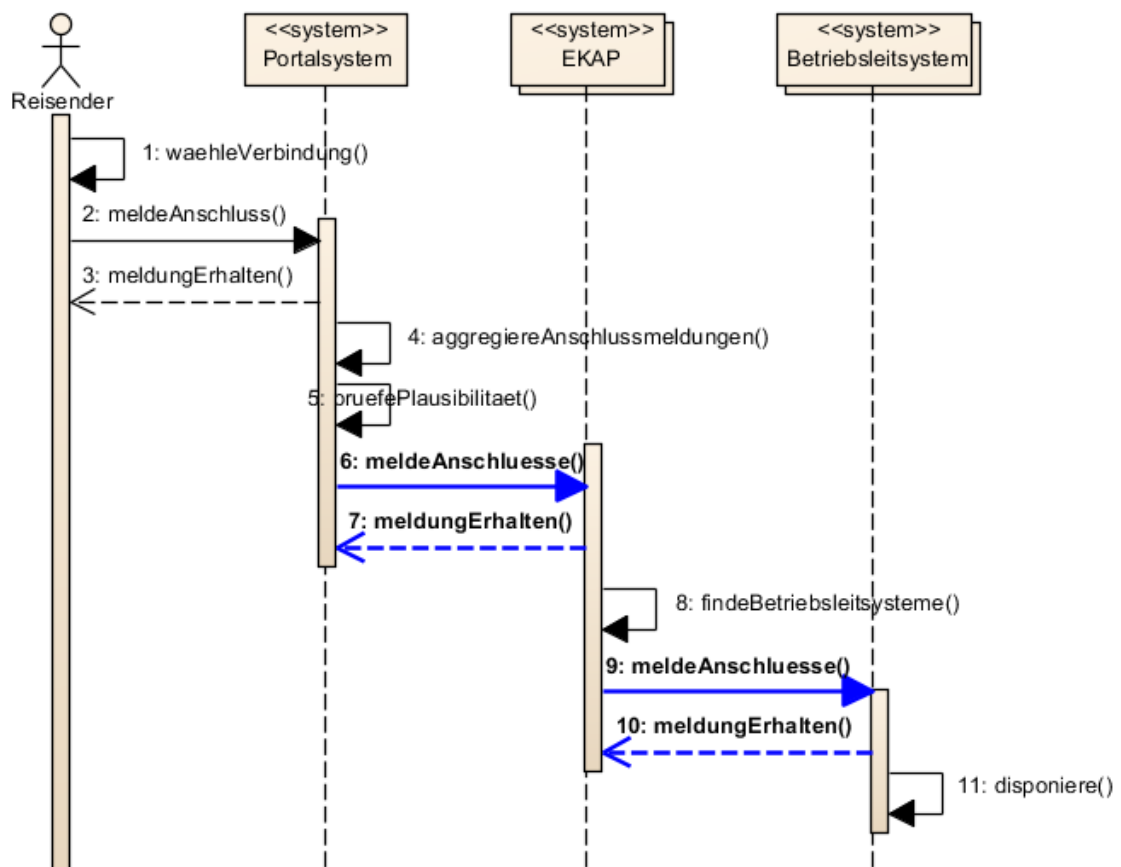 <<system>>
Portalsystem
<<system>>
EKAP
<<system>>
Betriebsleitsystem
Reisender
1: waehleVerbindung()
2: meldeAnschluss()
3: meldungErhalten()
4: aggregiereAnschlussmeldungen()
5: pruefePlausibilitaet()
6: meldeAnschluesse()
7: meldungErhalten()
8: findeBetriebsleitsysteme()
9: meldeAnschluesse()
10: meldungErhalten()
11: disponiere()